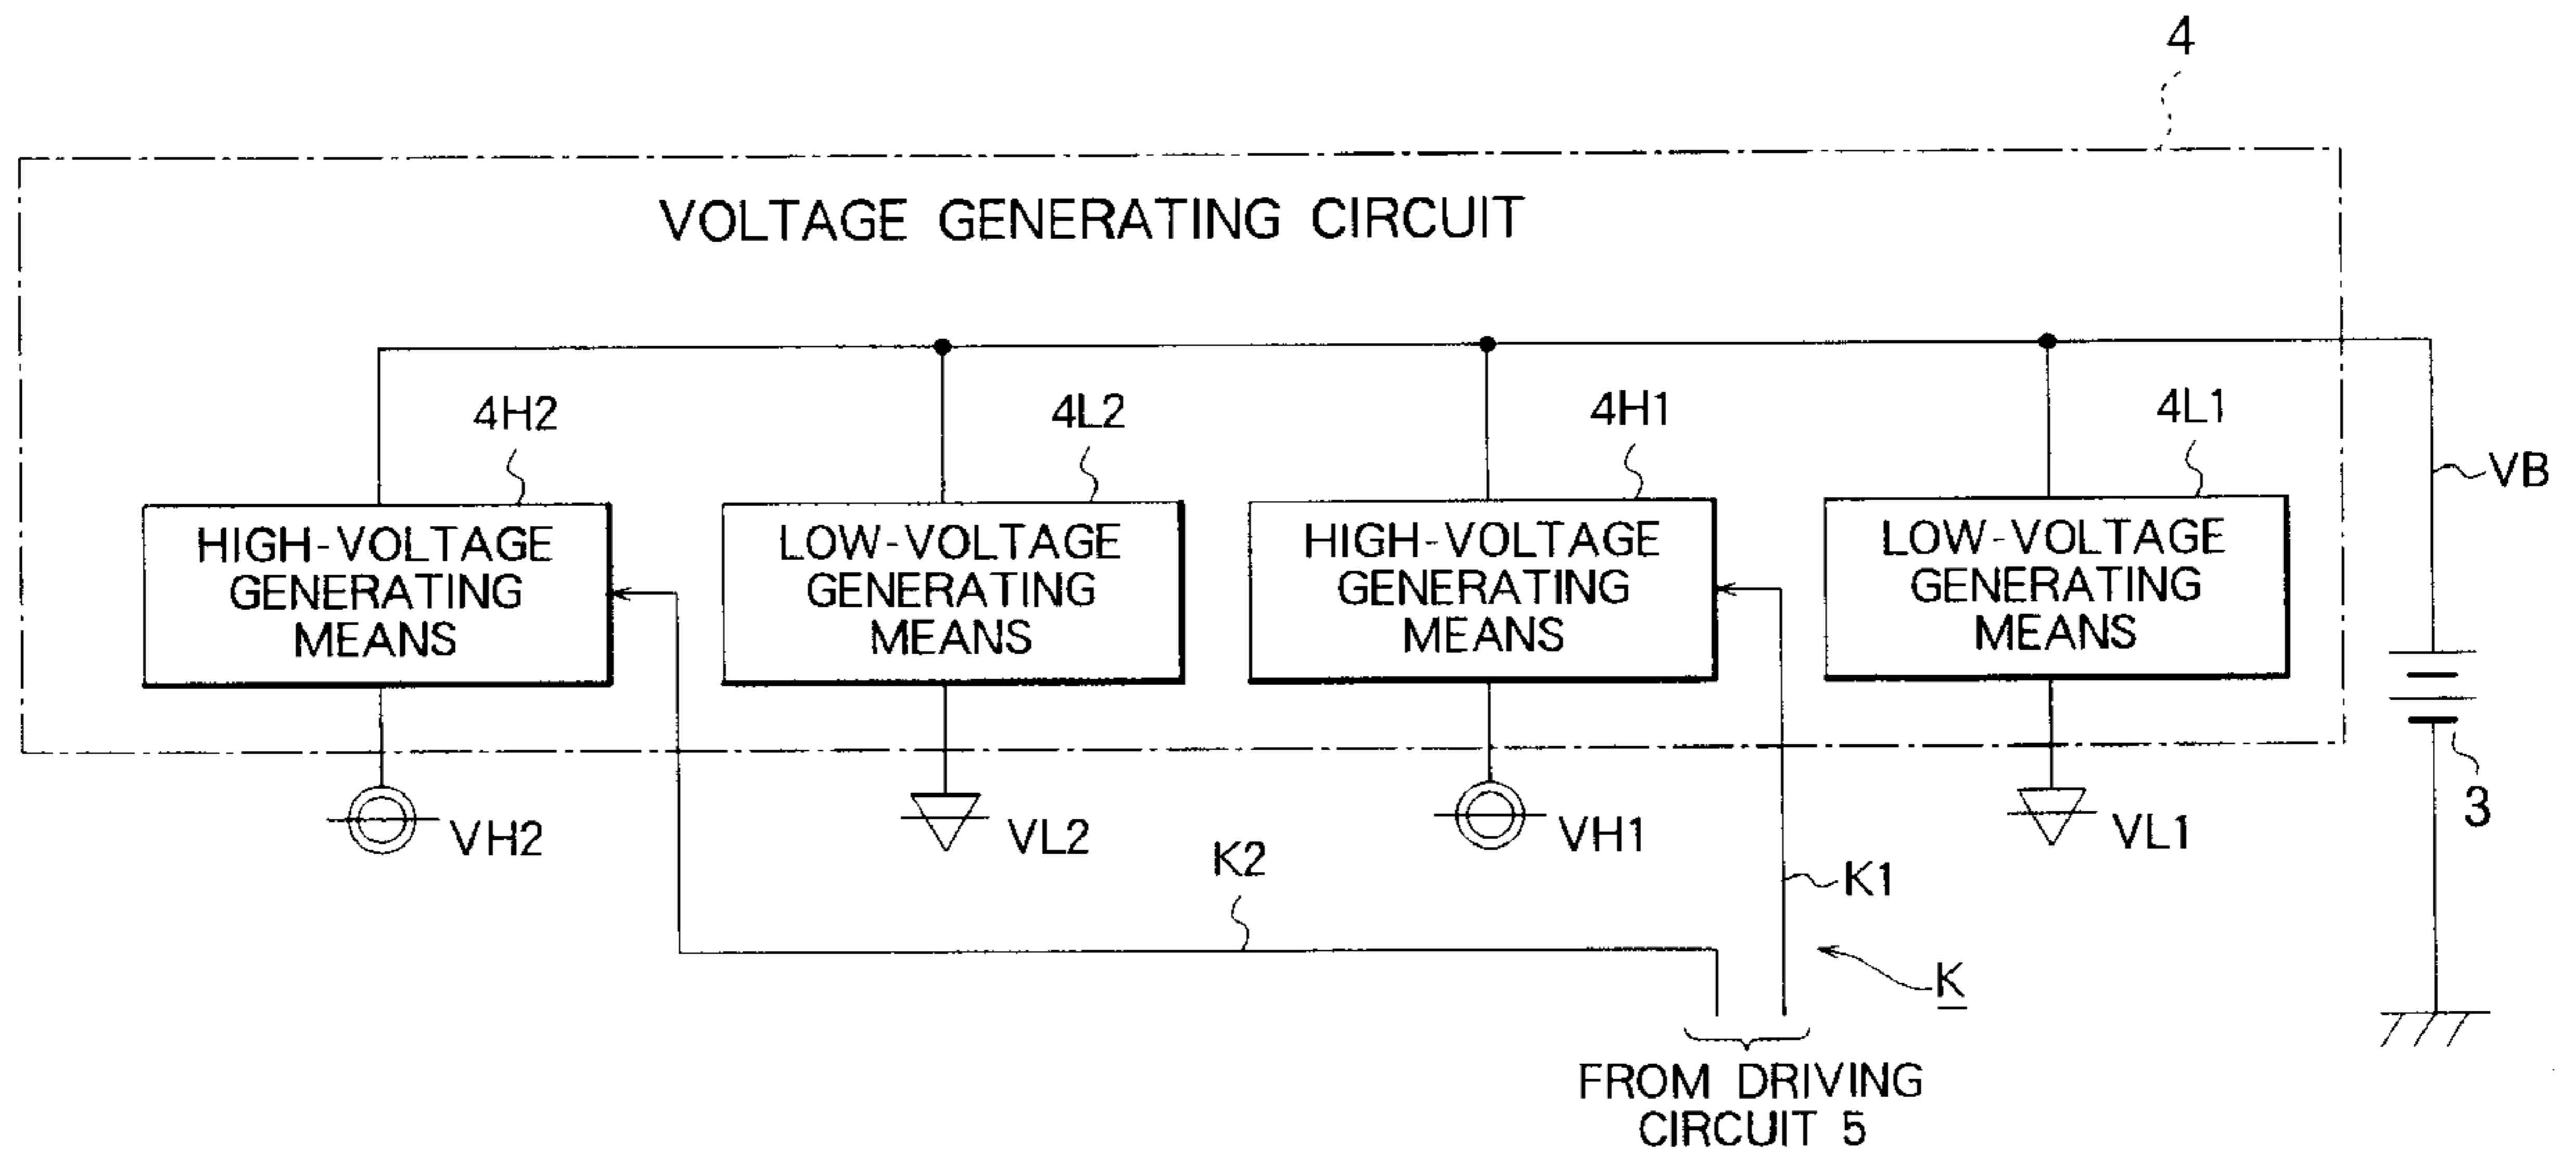 4
VOLTAGE GENERATING CIRCUIT
4H2
4L2
4H1
4L1
VB
HIGH-VOLTAGE
GENERATING
MEANS
LOW-VOLTAGE
GENERATING
MEANS
HIGH-VOLTAGE
GENERATING
MEANS
LOW-VOLTAGE
GENERATING
MEANS
3
VH2
VL2
VH1
VL1
K2
K1
K
FROM DRIVING
CIRCUIT 5